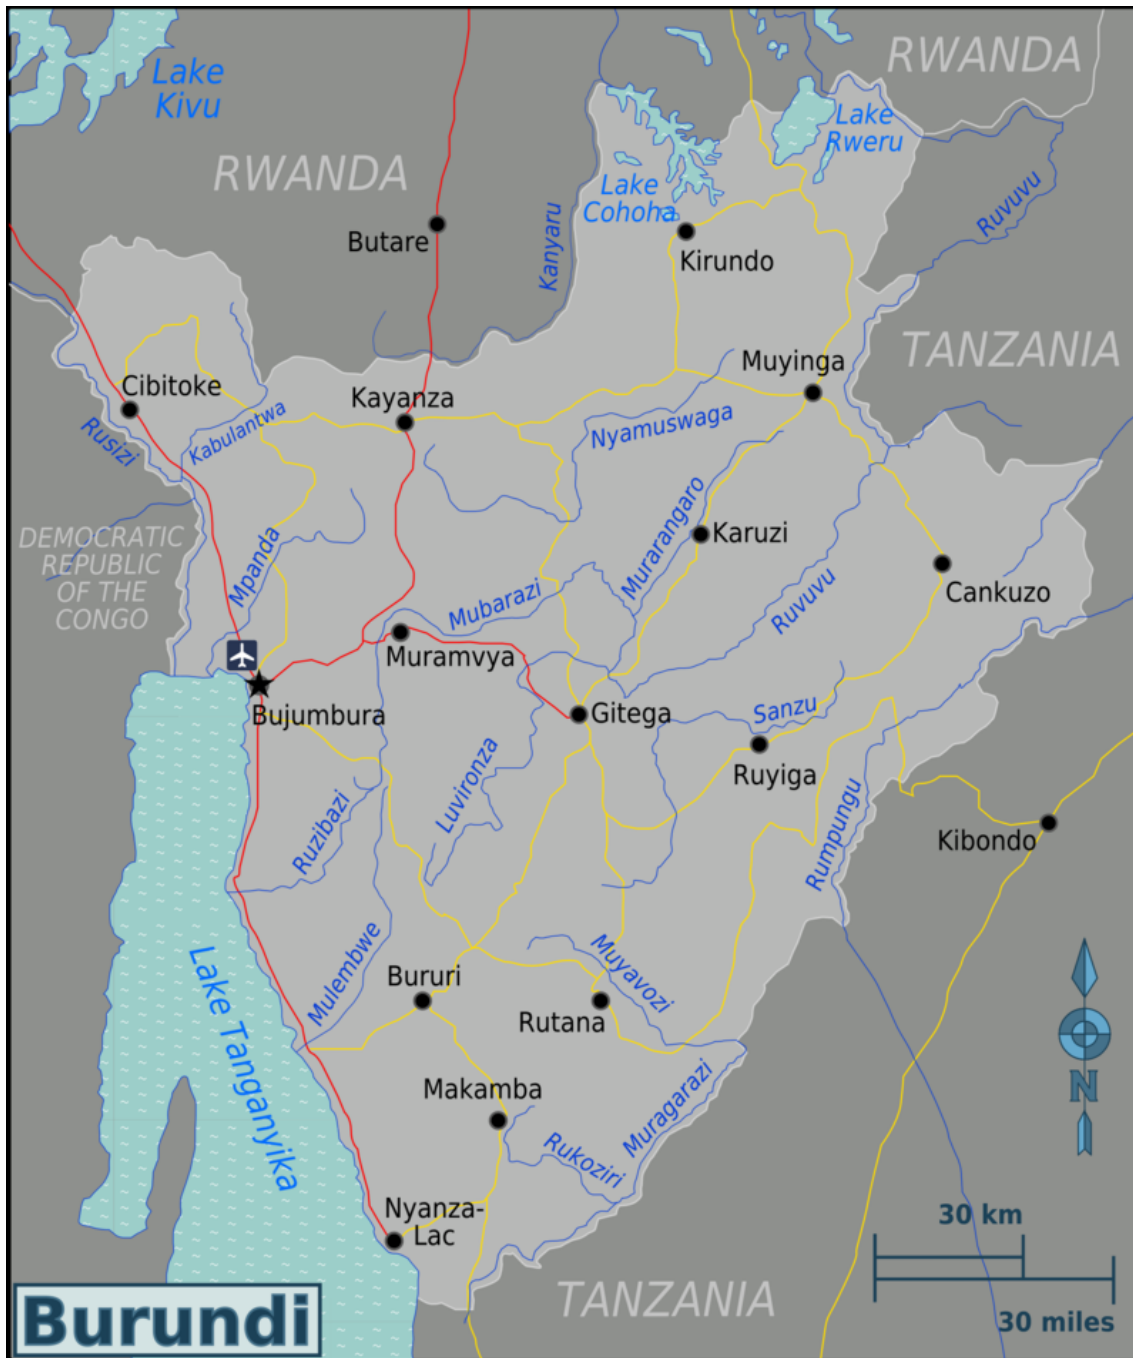 Lake
Kivu
RWANDA
Lake
Rweru
RWANDA
Butare
Kanyaru
Lake
Cohoha
Kirundo
Ruvuvu
TANZANIA
Muyinga
Cibitoke
Kayanza
Rusizi
Kabulantwa
Nyamuswaga
DEMOCRATIC
REPUBLIC
OF THE
CONGO
Mpanda
Murarangaro
Karuzi
Ruvuvu
Cankuzo
Mubarazi
Muramvya
Bujumbura
Gitega
Sanzu
Ruyiga
Luvironza
Ruzibazi
Rumpungu
Kibondo
Lake Tanganyika
Mulembwe
Bururi
Muyavozi
Rutana
Makamba
Muragarazi
Rukoziri
N
Nyanza-
Lac
30 km
30 miles
TANZANIA
Burundi